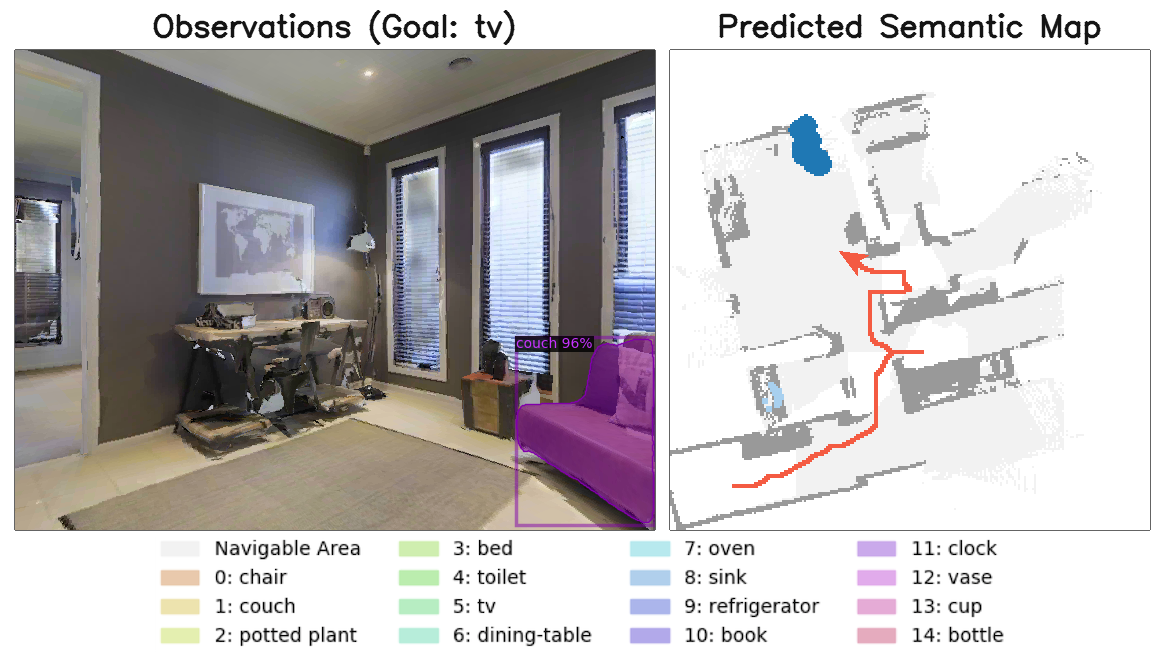 Observations (Goal: tv)
Predicted Semantic Map
couch 96%
Navigable Area
0: chair
1: couch
2: potted plant
3: bed
4: toilet
5: tv
6: dining-table
7: oven
8: sink
9: refrigerator
10: book
11: clock
12: vase
13: cup
14: bottle